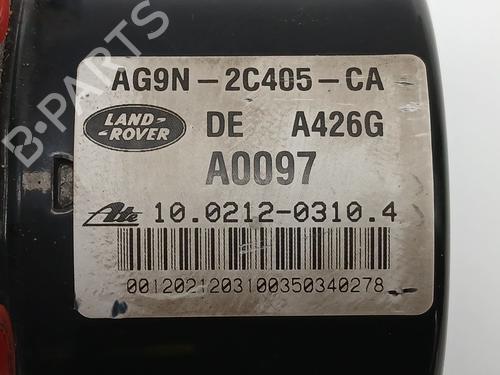 B-PARTS
AG9N-2C405-CA
LAND-
ROVER
DE A426G
A0097
Ate 10.0212-0310.4
00120212031003503402​78